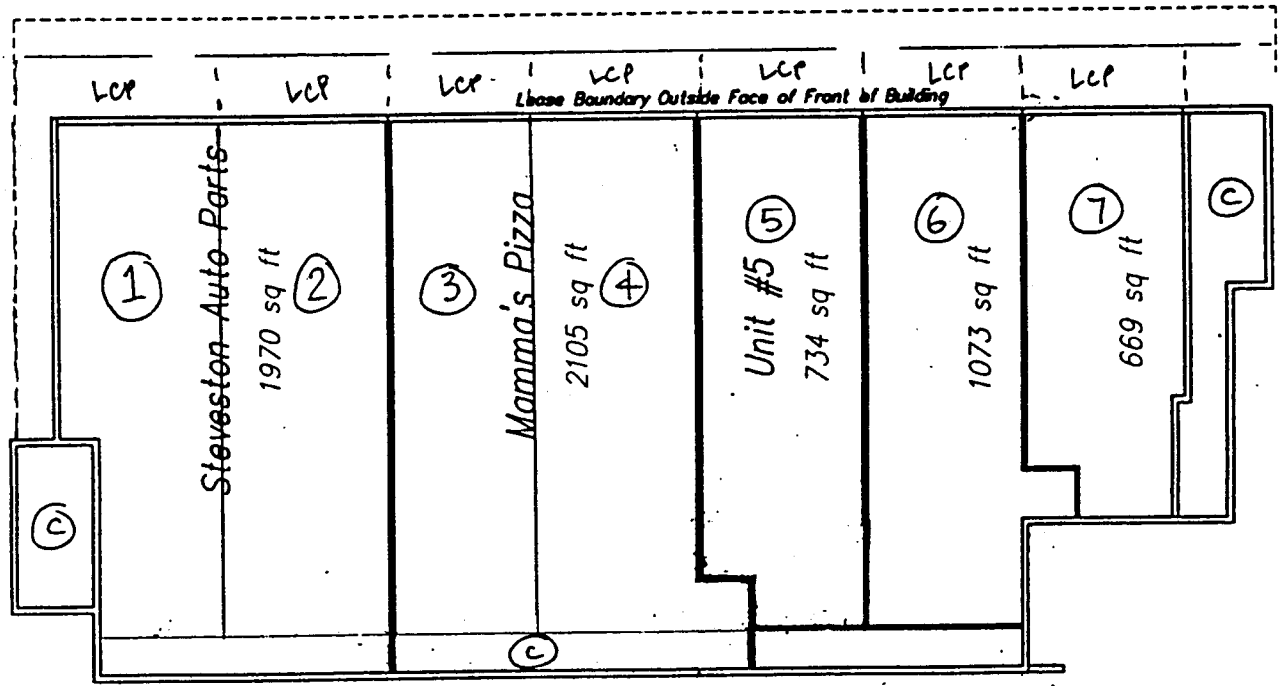 LCP
LCP
LCP
LCP
LCP
LCP
LCP
Lease Boundary Outside Face of Front of Building
1
Steveston Auto Parts
1970 sq ft
2
3
Mamma's Pizza
2105 sq ft
4
5
Unit #5
734 sq ft
6
1073 sq ft
7
669 sq ft
C
C
C